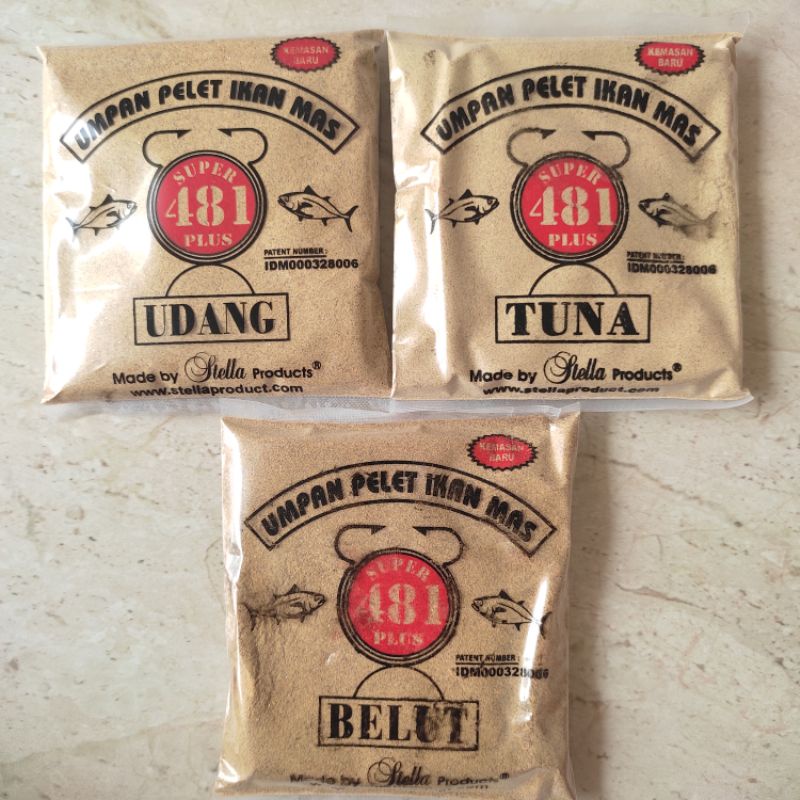 KEMASAN
BARU
UMPAN PELET IKAN MAS
SUPER
481
PLUS
PATENT NUMBER :
IDM000328006
UDANG
Made by Stella Products®
www.stellaproduct.com
KEMASAN
BARU
UMPAN PELET IKAN MAS
SUPER
481
PLUS
PATENT NUMBER :
IDM000328006
TUNA
Made by Stella Products®
www.stellaproduct.com
KEMASAN
BARU
UMPAN PELET IKAN MAS
SUPER
481
PLUS
PATENT NUMBER :
IDM000328006
BELUT
Made by Stella Products®